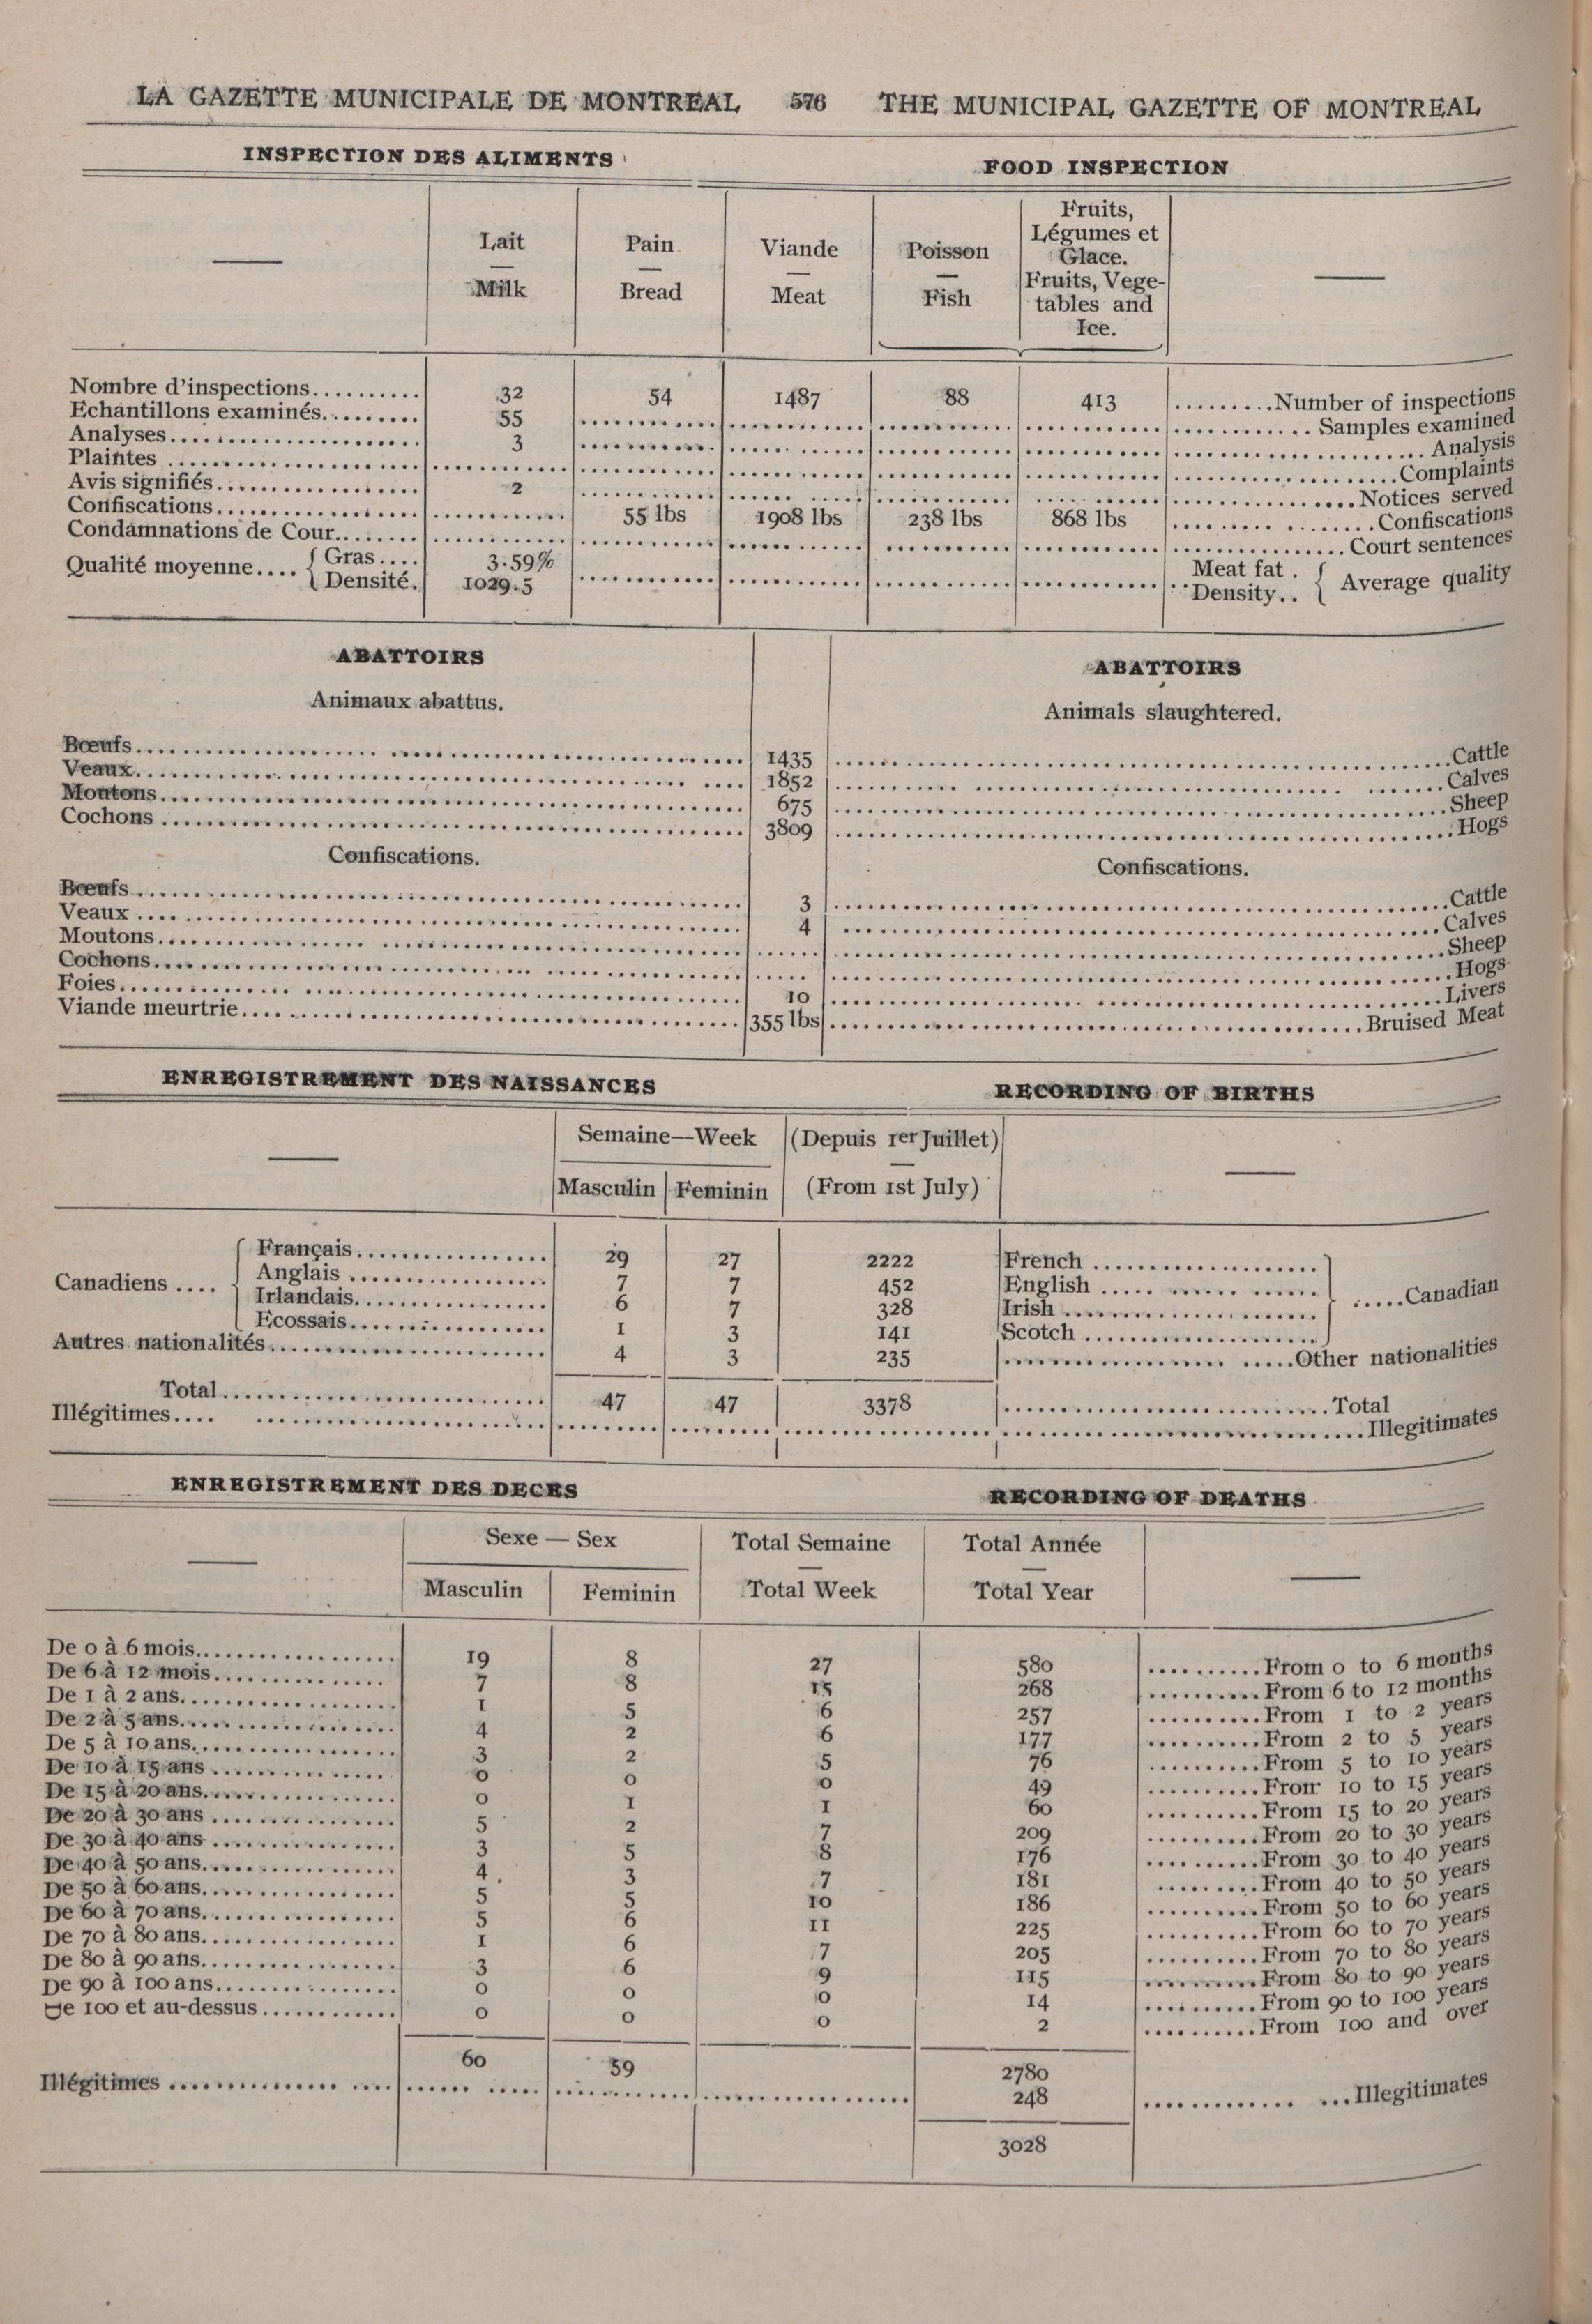 LA GAZETTE MUNICIPALE DE MONTREAL 576 THE MUNICIPAL GAZETTE OF MONTREAL
INSPECTION DES ALIMENTS FOOD INSPECTION
Lait — Milk Pain — Bread Viande — Meat Poisson — Fish Fruits, Légumes et Glace. Fruits, Vegetables and Ice.
Nombre d'inspections.......... 32 54 1487 88 413 .........Number of inspections
Echantillons examinés......... 55 ............ Samples examined
Analyses...................... 3 ...................... Analysis
Plaintes ...................... ....................Complaints
Avis signifiés.................. 2 ................Notices served
Confiscations.................. 55 lbs 1908 lbs 238 lbs 868 lbs .................Confiscations
Condamnations de Cour........ ................ Court sentences
Qualité moyenne.... { Gras.... 3.59% Meat fat . { Average quality
Densité. 1029.5 ..Density..
ABATTOIRS ABATTOIRS
Animaux abattus. Animals slaughtered.
Bœufs.................... 1435 ....................Cattle
Veaux.................... 1852 ....................Calves
Moutons.................... 675 ....................Sheep
Cochons .................... 3809 ....................Hogs
Confiscations. Confiscations.
Bœufs.................... 3 ....................Cattle
Veaux .................... 4 ....................Calves
Moutons.................... ....................Sheep
Cochons.................... ....................Hogs
Foies.................... 10 ....................Livers
Viande meurtrie.................... 355 lbs ....................Bruised Meat
ENREGISTREMENT DES NAISSANCES RECORDING OF BIRTHS
Semaine—Week (Depuis 1er Juillet)
—
Masculin Feminin (From 1st July)
Canadiens .... { Français................. 29 27 2222 French .................... } .....Canadian
Anglais ................. 7 7 452 English ..... ...... ......
Irlandais................. 6 7 328 Irish ......................
Ecossais................. 1 3 141 Scotch ....................
Autres nationalités........................ 4 3 235 ................... .....Other nationalities
Total............................ 47 47 3378 ............................Total
Illégitimes.... ......................... ...............................Illegitimates
ENREGISTREMENT DES DECES RECORDING OF DEATHS
Sexe — Sex Total Semaine Total Année
— —
Masculin Feminin Total Week Total Year
De 0 à 6 mois................. 19 8 27 580 ..........From 0 to 6 months
De 6 à 12 mois............... 7 8 15 268 ..........From 6 to 12 months
De 1 à 2 ans................... 1 5 6 257 ..........From 1 to 2 years
De 2 à 5 ans................... 4 2 6 177 ..........From 2 to 5 years
De 5 à 10 ans.................. 3 2 5 76 ..........From 5 to 10 years
De 10 à 15 ans ............... 0 0 0 49 ..........From 10 to 15 years
De 15 à 20 ans................. 0 1 1 60 ..........From 15 to 20 years
De 20 à 30 ans ................ 5 2 7 209 ..........From 20 to 30 years
De 30 à 40 ans ................ 3 5 8 176 ..........From 30 to 40 years
De 40 à 50 ans................. 4 3 7 181 .........From 40 to 50 years
De 50 à 60 ans................. 5 5 10 186 ..........From 50 to 60 years
De 60 à 70 ans................. 5 6 11 225 ..........From 60 to 70 years
De 70 à 80 ans................. 1 6 7 205 ..........From 70 to 80 years
De 80 à 90 ans................. 3 6 9 115 ..........From 80 to 90 years
De 90 à 100 ans................ 0 0 0 14 ..........From 90 to 100 years
De 100 et au-dessus............ 0 0 0 2 ..........From 100 and over
60 59 2780
Illégitimes .............. .... 248 ............. ...Illegitimates
3028